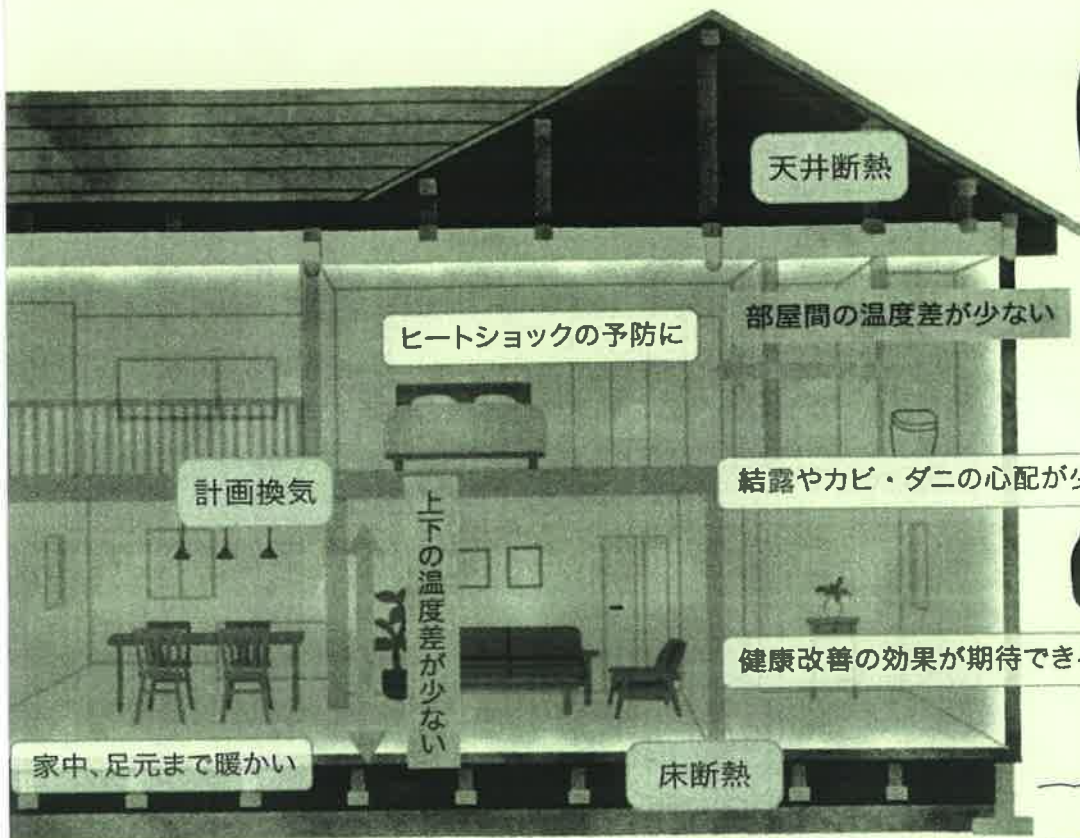 天井断熱
部屋間の温度差が少ない
ヒートショックの予防に
結露やカビ・ダニの心配が
計画換気
上下の温度差が少ない
健康改善の効果が期待でき
家中、足元まで暖かい
床断熱